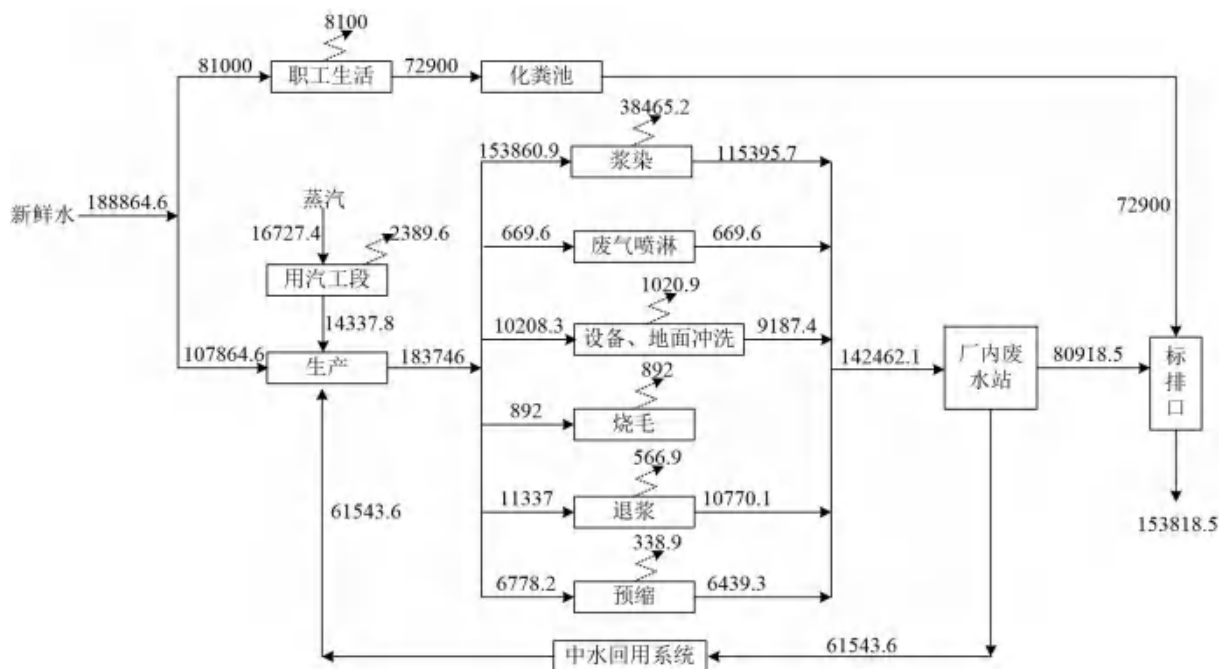 8100
81000
职工生活
72900
化粪池
38465.2
153860.9
浆染
115395.7
新鲜水
188864.6
蒸汽
72900
16727.4
2389.6
669.6
废气喷淋
669.6
用汽工段
1020.9
14337.8
10208.3
设备、地面冲洗
9187.4
107864.6
生产
183746
142462.1
厂内废
水站
80918.5
标
排
口
892
892
烧毛
566.9
61543.6
11337
退浆
10770.1
153818.5
338.9
6778.2
预缩
6439.3
中水回用系统
61543.6